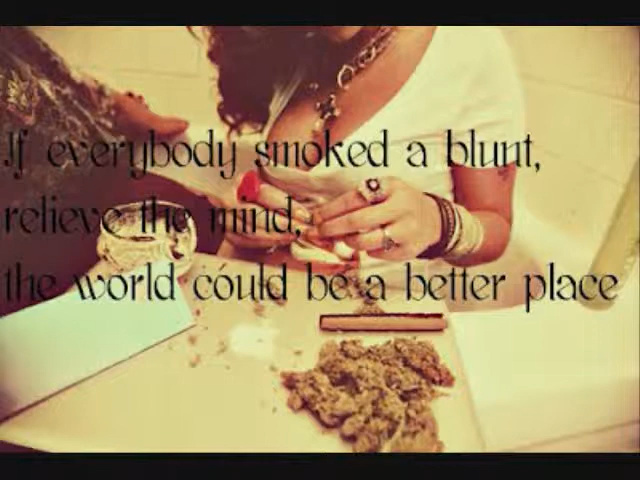 If everybody smoked a blunt,
relieve the mind,
the world could be a better place